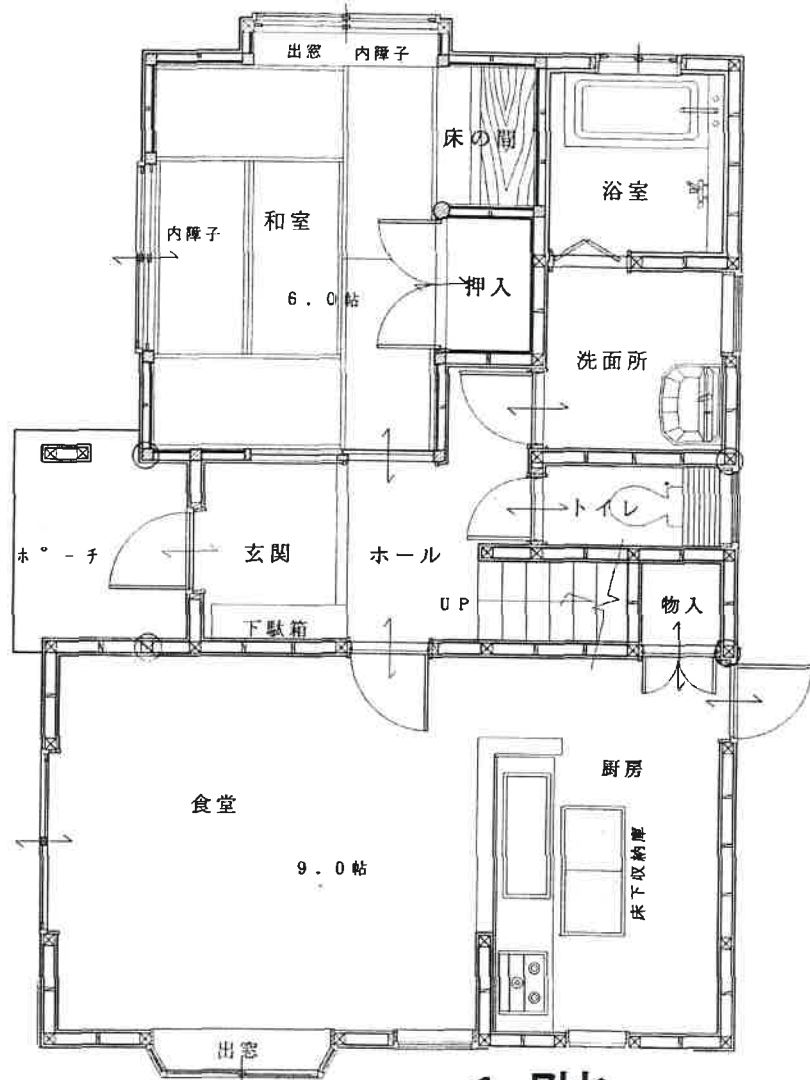 出窓 内障子
床の間
浴室
和室
内障子
6.0帖
押入
洗面所
トイレ
ポーチ
玄関
ホール
UP
物入
下駄箱
厨房
食堂
床下収納庫
9.0帖
出窓